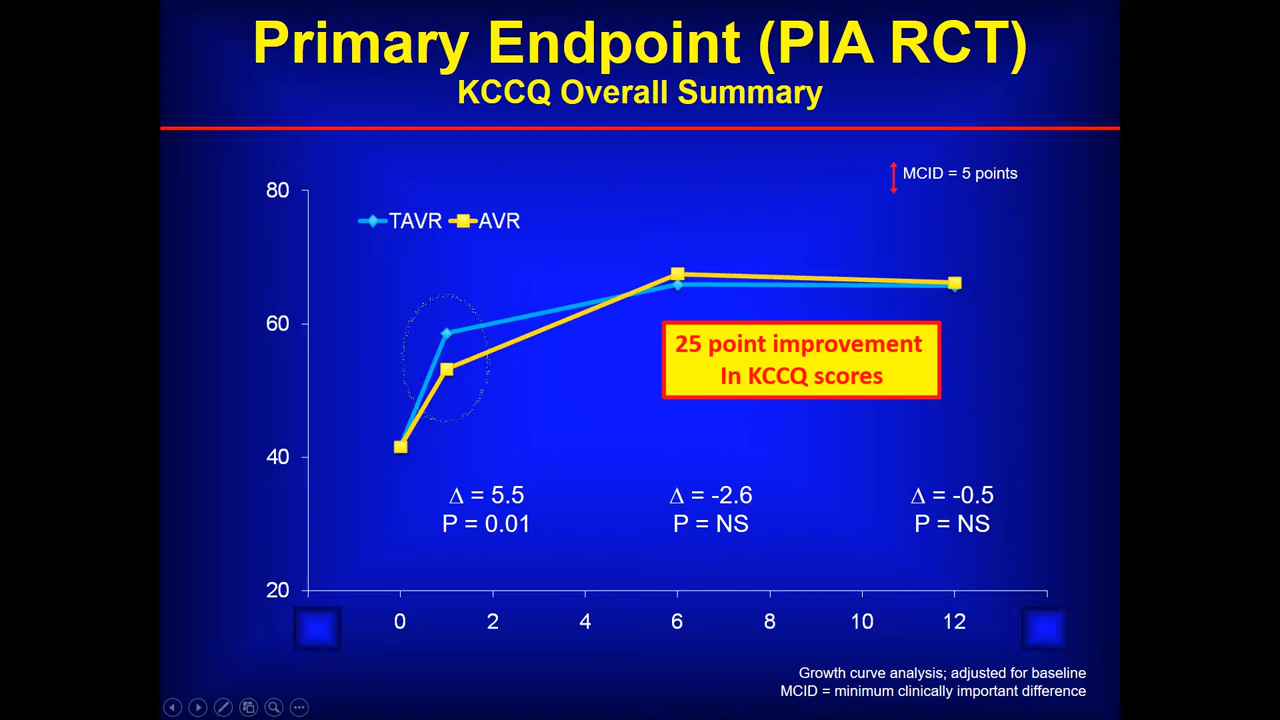 Primary Endpoint (PIA RCT)
KCCQ Overall Summary
MCID = 5 points
80
TAVR AVR
60
25 point improvement
In KCCQ scores
40
Δ = 5.5 Δ = -2.6 Δ = -0.5
P = 0.01 P = NS P = NS
20
0 2 4 6 8 10 12
Growth curve analysis; adjusted for baseline
MCID = minimum clinically important difference